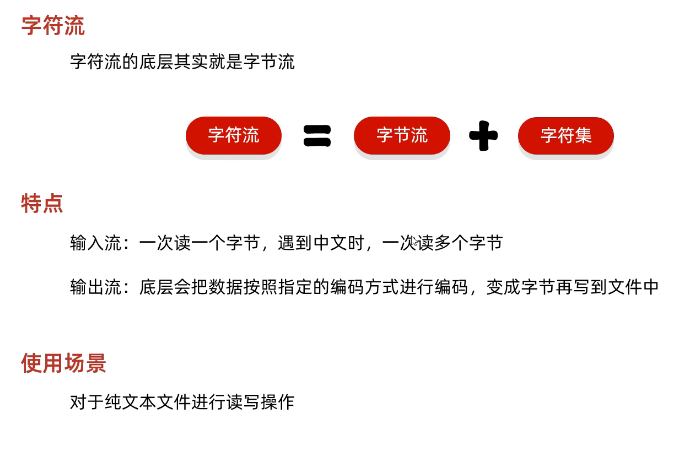 字符流
字符流的底层其实就是字节流
字符流 = 字节流 + 字符集
特点
输入流：一次读一个字节，遇到中文时，一次读多个字节
输出流：底层会把数据按照指定的编码方式进行编码，变成字节再写到文件中
使用场景
对于纯文本文件进行读写操作